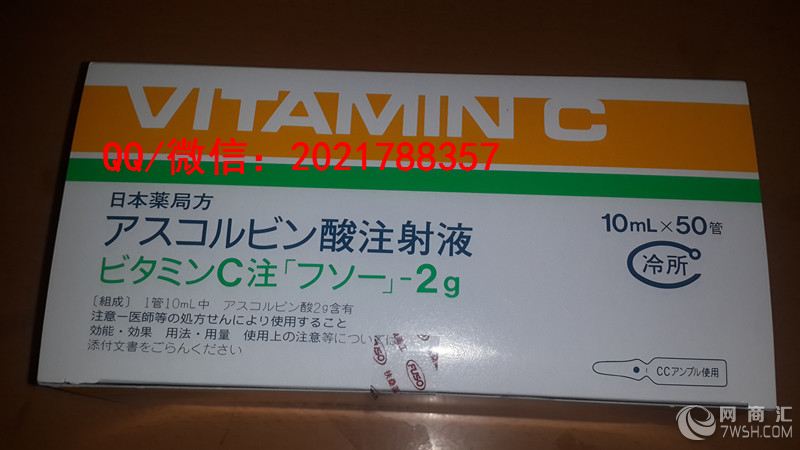 VITAMIN C
QQ/微信: 2021788357
日本薬局方
アスコルビン酸注射液
ビタミンC注「フソー」-2g
10mL×50管
冷所
〔組成〕 1管10mL中 アスコルビン酸2g含有
注意-医師等の処方せんにより使用すること
効能・効果 用法・用量 使用上の注意等については
添付文書をごらんください
FUSO
CCアンプル使用
网商汇
7WSH.COM